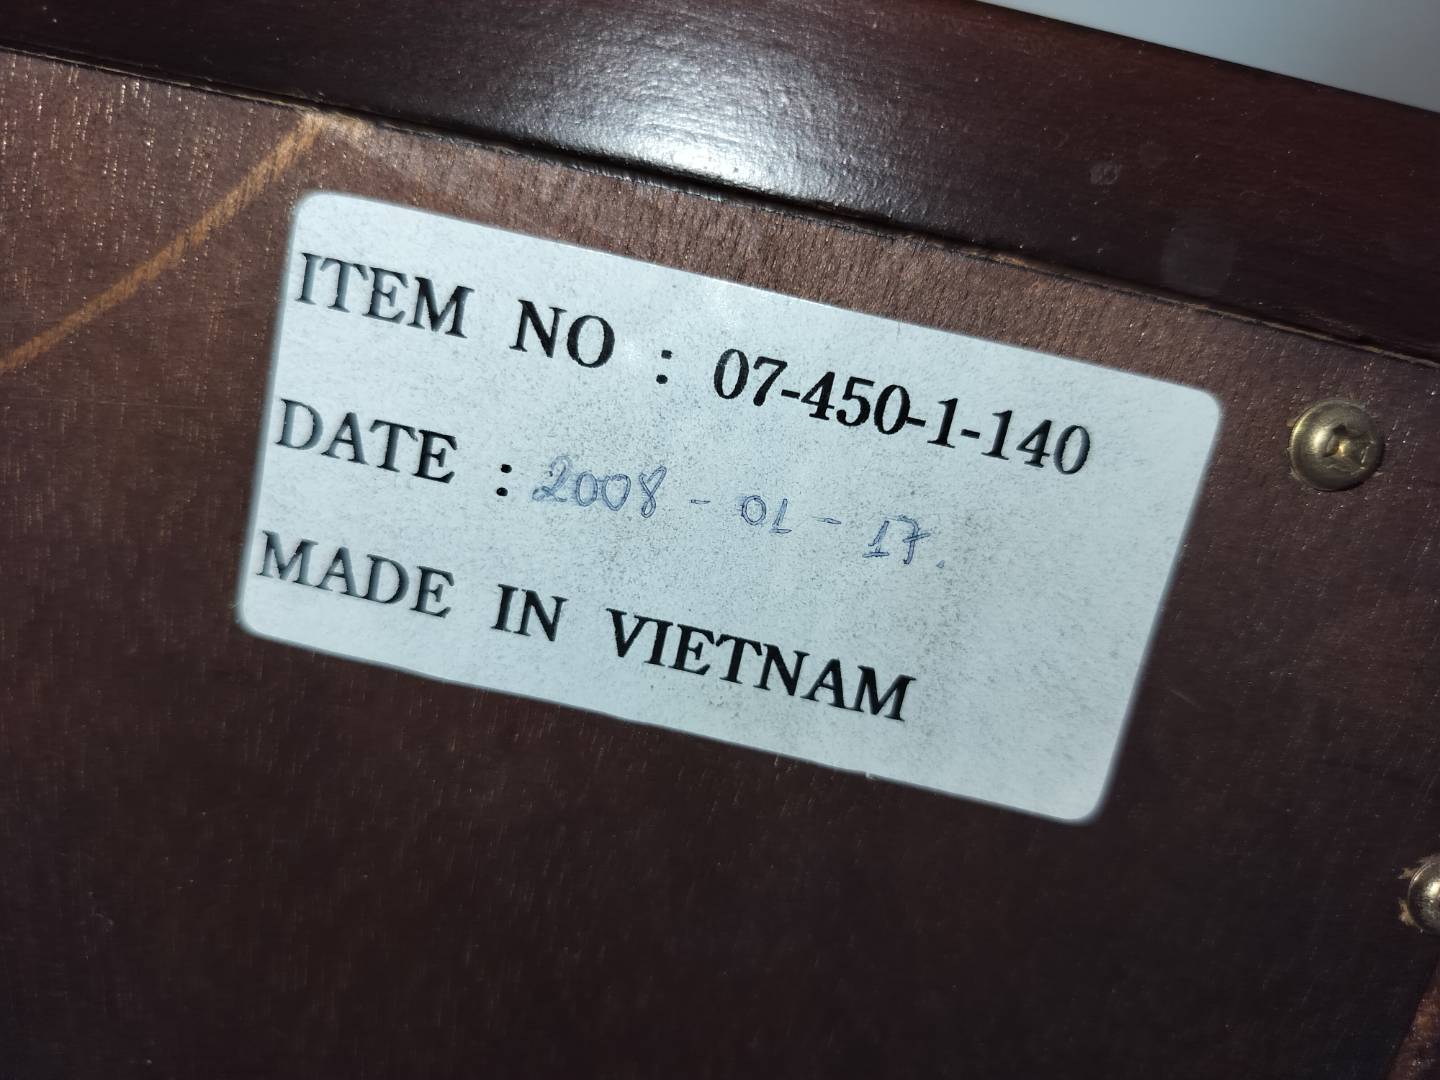 ITEM NO : 07-450-1-140
DATE : 2008 - 01 - 17.
MADE IN VIETNAM